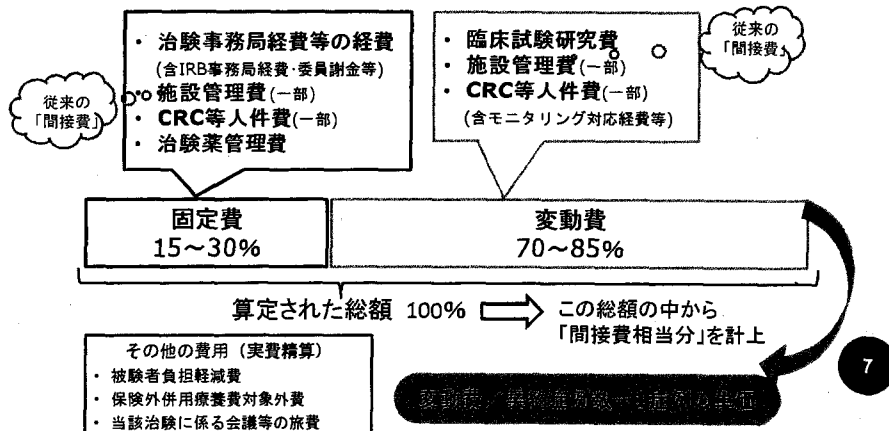 ・ 治験事務局経費等の経費
(含IRB事務局経費・委員謝金等)
・ 施設管理費(一部)
・ CRC等人件費(一部)
・ 治験薬管理費
従来の
「間接費」
・ 臨床試験研究費
・ 施設管理費(一部)
・ CRC等人件費(一部)
(含モニタリング対応経費等)
従来の
「間接費」
固定費
15~30%
変動費
70~85%
算定された総額 100%
この総額の中から
「間接費相当分」を計上
その他の費用(実費精算)
・ 被験者負担軽減費
・ 保険外併用療養費対象外費
・ 当該治験に係る会議等の旅費
7